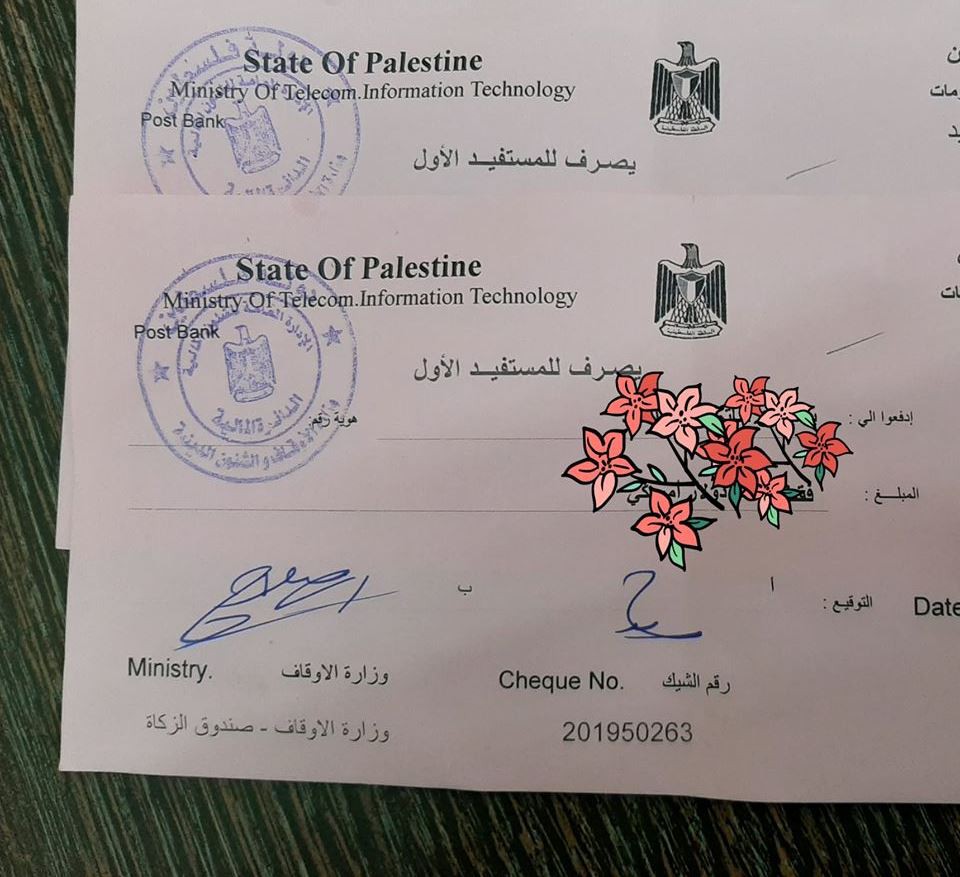 State Of Palestine
Ministry Of Telecom.Information Technology
Post Bank
يصرف للمستفيد الأول
State Of Palestine
Ministry Of Telecom.Information Technology
Post Bank
يصرف للمستفيد الأول
إدفعوا الي :
هوية رقم:
المبلغ :
التوقيع : أ ب
Date
Ministry. وزارة الاوقاف Cheque No. رقم الشيك
وزارة الاوقاف - صندوق الزكاة 201950263